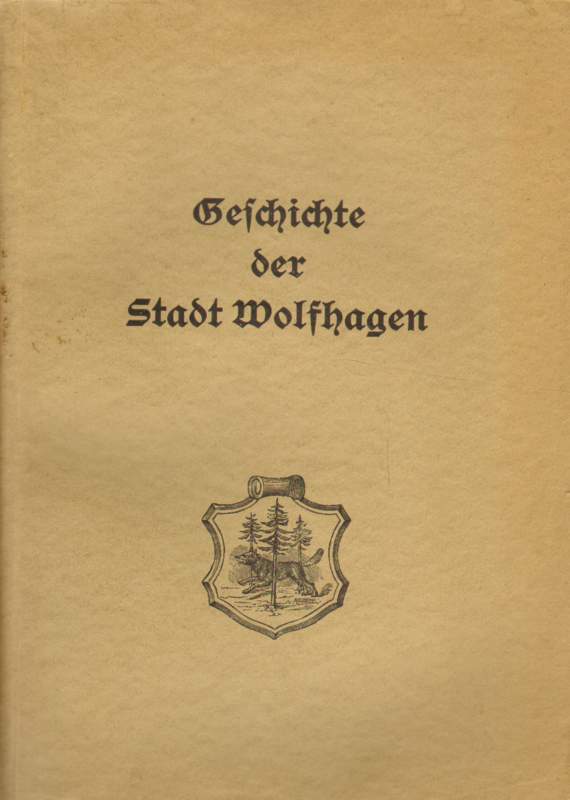 Geſchichte
der
Stadt Wolfhagen